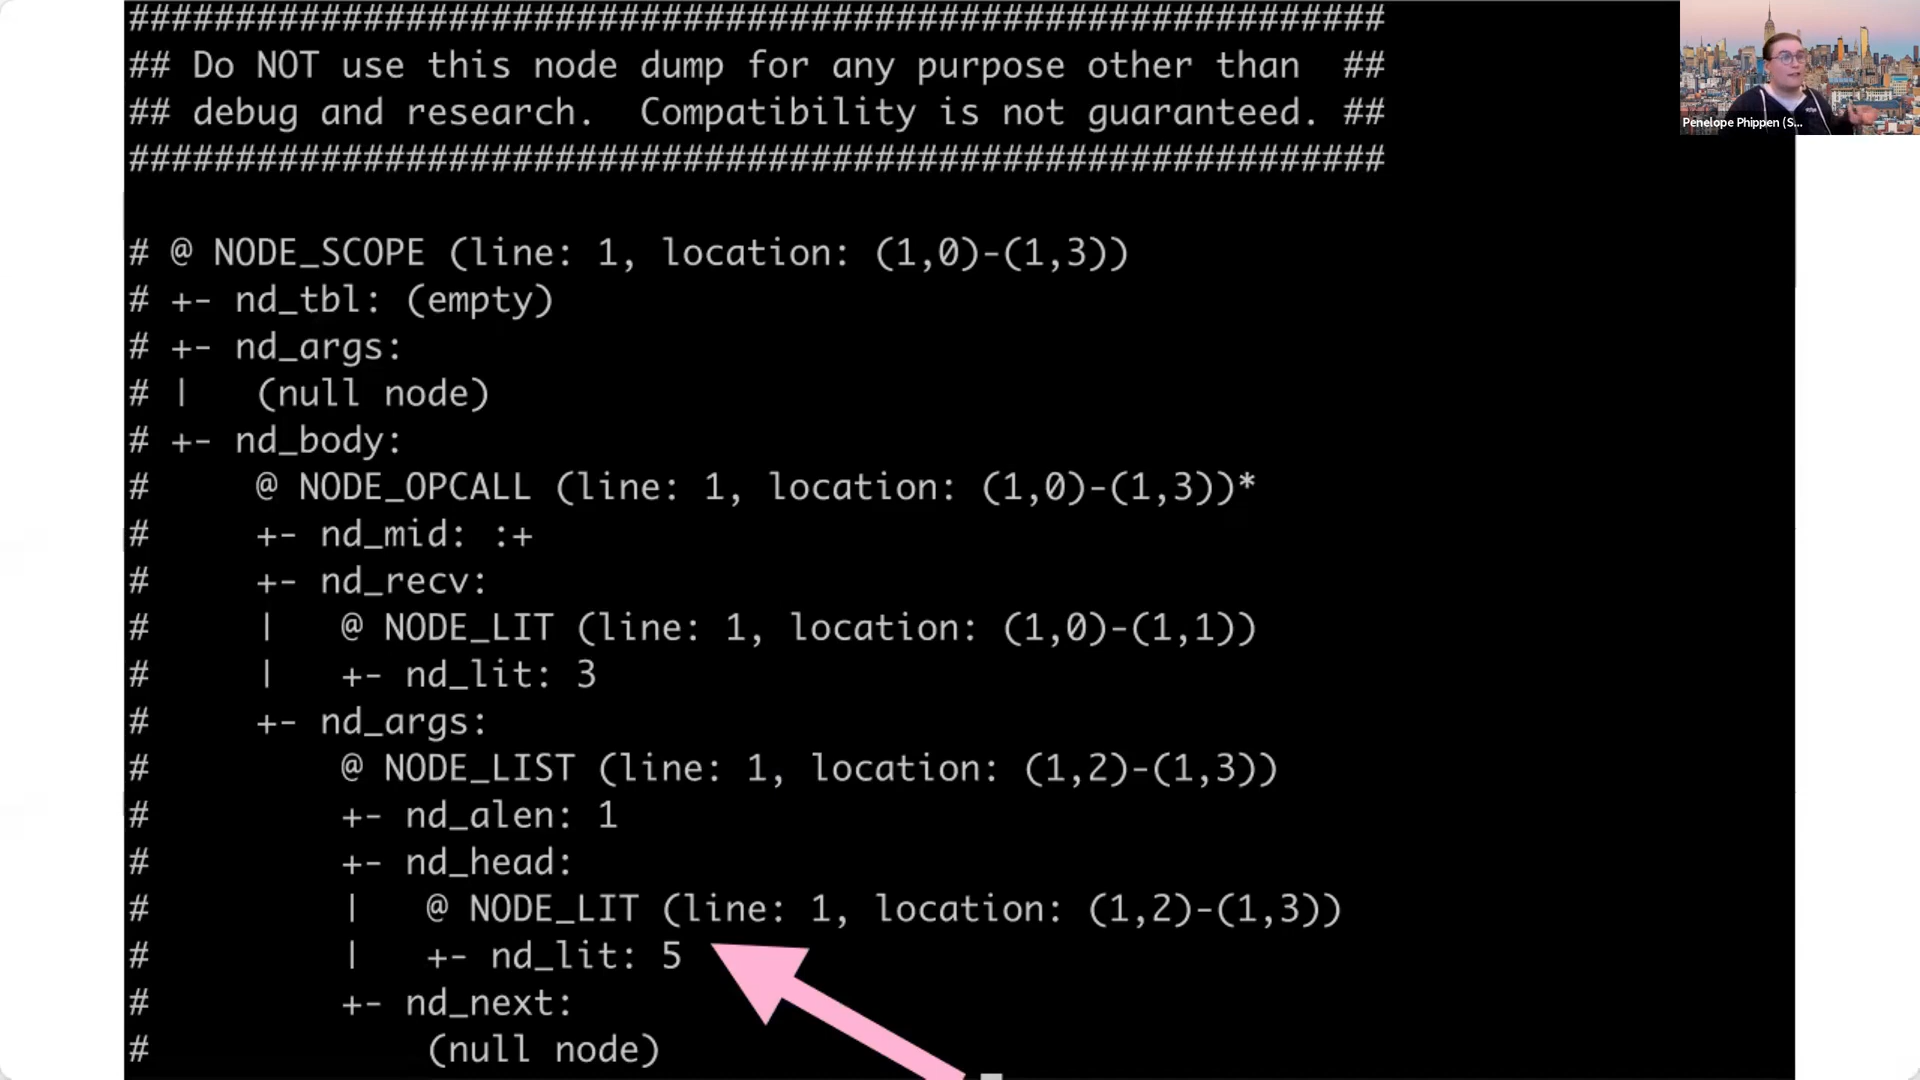 ###########################################################
## Do NOT use this node dump for any purpose other than  ##
## debug and research.  Compatibility is not guaranteed. ##
###########################################################
# @ NODE_SCOPE (line: 1, location: (1,0)-(1,3))
# +- nd_tbl: (empty)
# +- nd_args:
# |   (null node)
# +- nd_body:
#     @ NODE_OPCALL (line: 1, location: (1,0)-(1,3))*
#     +- nd_mid: :+
#     +- nd_recv:
#     |   @ NODE_LIT (line: 1, location: (1,0)-(1,1))
#     |   +- nd_lit: 3
#     +- nd_args:
#         @ NODE_LIST (line: 1, location: (1,2)-(1,3))
#         +- nd_alen: 1
#         +- nd_head:
#         |   @ NODE_LIT (line: 1, location: (1,2)-(1,3))
#         |   +- nd_lit: 5
#         +- nd_next:
#             (null node)
Penelope Phippen (S...